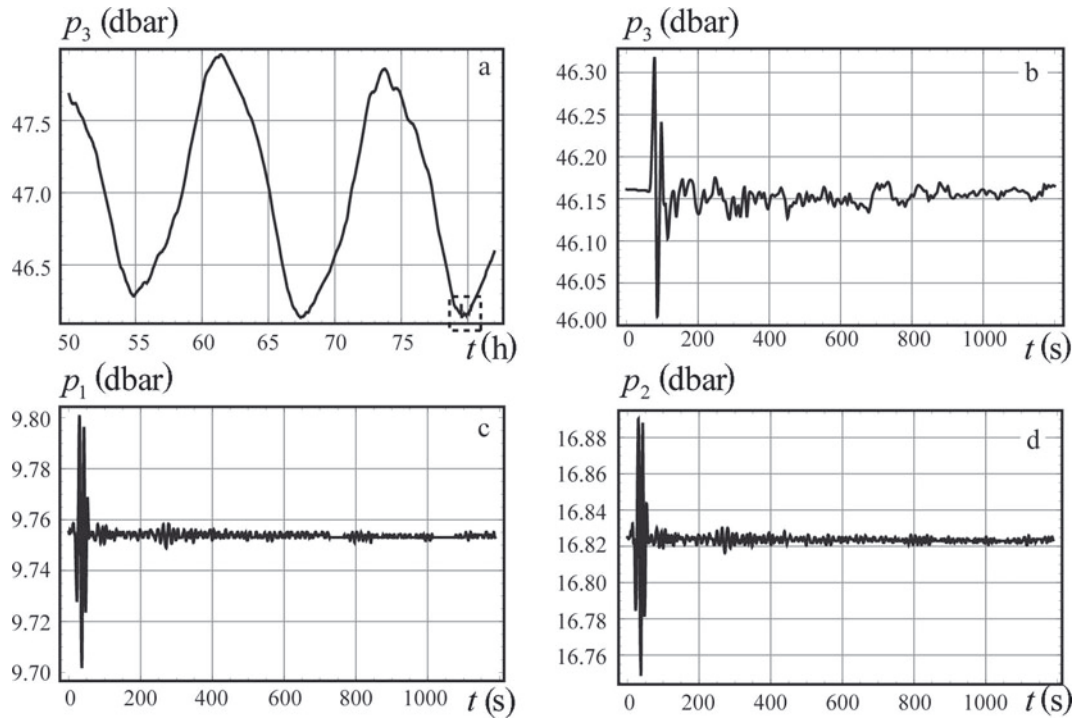 p3 (dbar)
a
47.5
47.0
46.5
50 55 60 65 70 75 t (h)
p3 (dbar)
b
46.30
46.25
46.20
46.15
46.10
46.05
46.00
0 200 400 600 800 1000 t (s)
p1 (dbar)
c
9.80
9.78
9.76
9.74
9.72
9.70
0 200 400 600 800 1000 t (s)
p2 (dbar)
d
16.88
16.86
16.84
16.82
16.80
16.78
16.76
0 200 400 600 800 1000 t (s)